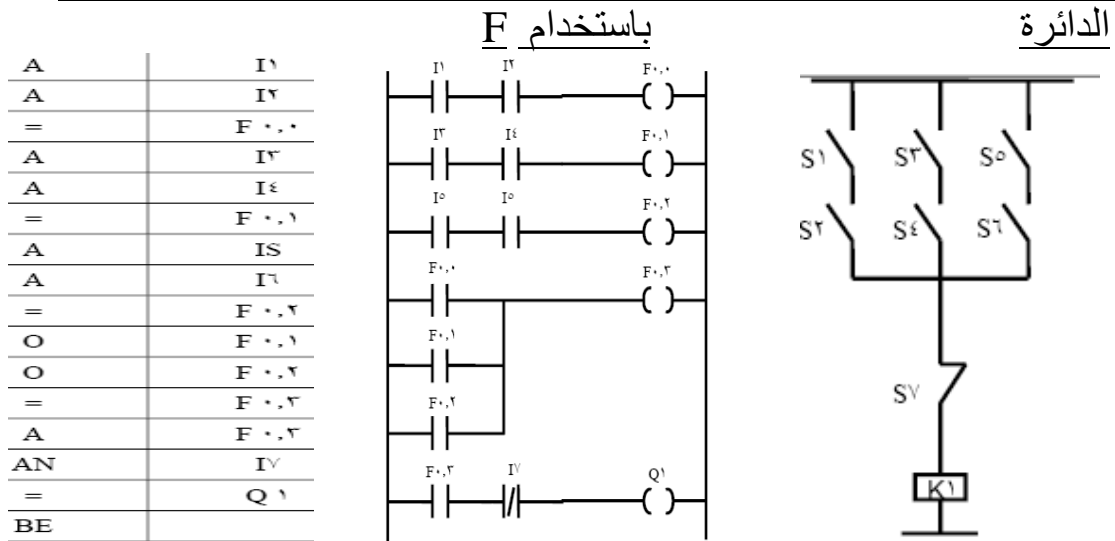 الدائرة
باستخدام F
A I١
A I٢
= F ٠,٠
A I٣
A I٤
= F ٠,١
A IS
A I٦
= F ٠,٢
O F ٠,١
O F ٠,٢
= F ٠,٣
A F ٠,٣
AN I٧
= Q ١
BE
I١ I٢ F٠,٠
I٣ I٤ F٠,١
I٥ I٥ F٠,٢
F٠,٠ F٠,٣
F٠,١
F٠,٢
F٠,٣ I٧ Q١
S١ S٣ S٥
S٢ S٤ S٦
S٧
K١